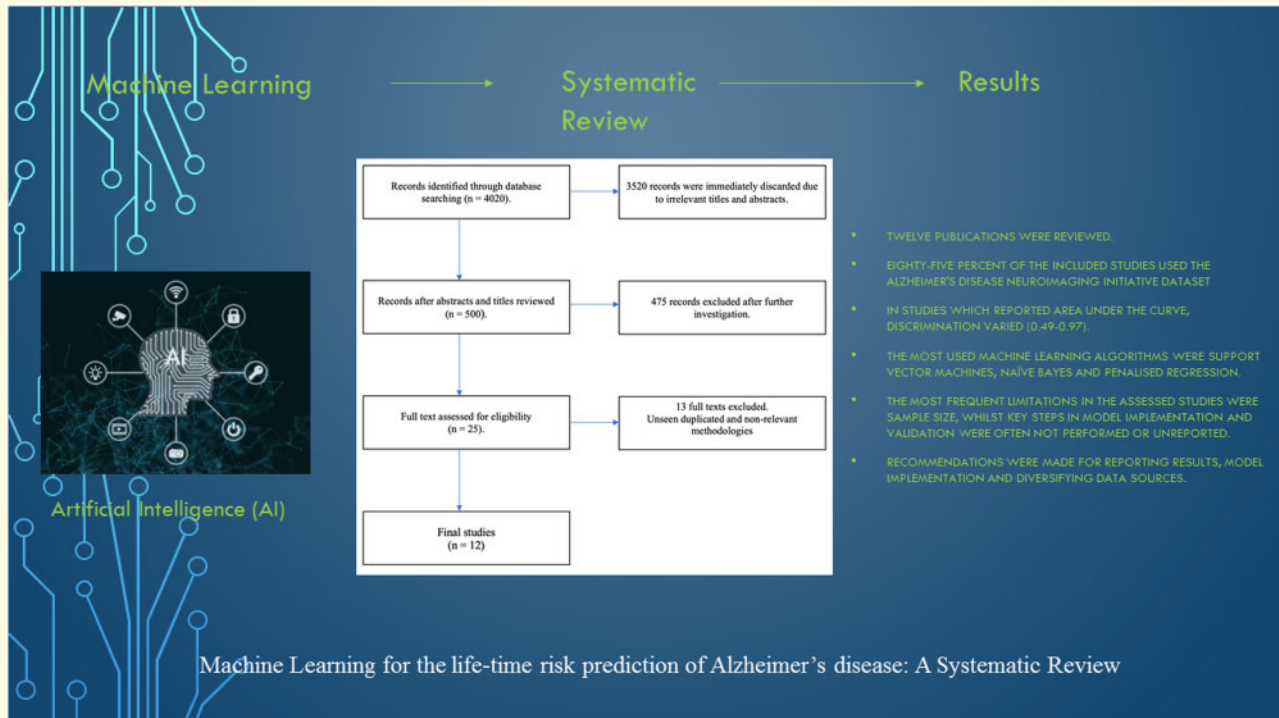 Machine Learning
Systematic
Review
Results
Records identified through database
searching (n = 4020).
3520 records were immediately discarded due
to irrelevant titles and abstracts.
Records after abstracts and titles reviewed
(n = 500).
475 records excluded after further
investigation.
Full text assessed for eligibility
(n = 25).
13 full texts excluded.
Unseen duplicated and non-relevant
methodologies
Final studies
(n = 12)
AI
Artificial Intelligence (AI)
• TWELVE PUBLICATIONS WERE REVIEWED.
• EIGHTY-FIVE PERCENT OF THE INCLUDED STUDIES USED THE
ALZHEIMER'S DISEASE NEUROIMAGING INITIATIVE DATASET
• IN STUDIES WHICH REPORTED AREA UNDER THE CURVE,
DISCRIMINATION VARIED (0.49-0.97).
• THE MOST USED MACHINE LEARNING ALGORITHMS WERE SUPPORT
VECTOR MACHINES, NAÏVE BAYES AND PENALISED REGRESSION.
• THE MOST FREQUENT LIMITATIONS IN THE ASSESSED STUDIES WERE
SAMPLE SIZE, WHILST KEY STEPS IN MODEL IMPLEMENTATION AND
VALIDATION WERE OFTEN NOT PERFORMED OR UNREPORTED.
• RECOMMENDATIONS WERE MADE FOR REPORTING RESULTS, MODEL
IMPLEMENTATION AND DIVERSIFYING DATA SOURCES.
Machine Learning for the life-time risk prediction of Alzheimer's disease: A Systematic Review